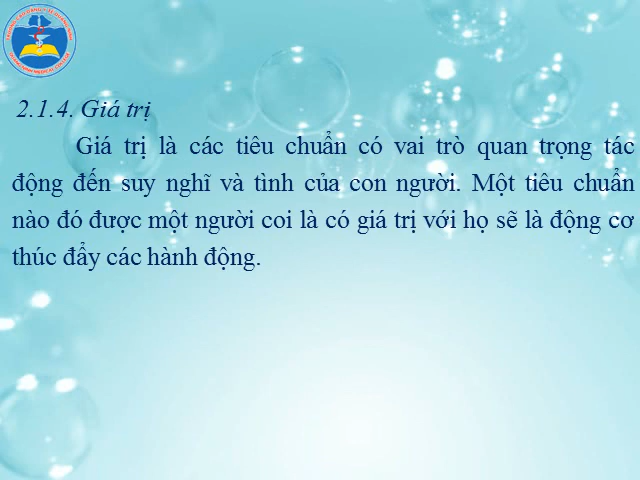 2.1.4. Giá trị
Giá trị là các tiêu chuẩn có vai trò quan trọng tác
động đến suy nghĩ và tình của con người. Một tiêu chuẩn
nào đó được một người coi là có giá trị với họ sẽ là động cơ
thúc đẩy các hành động.